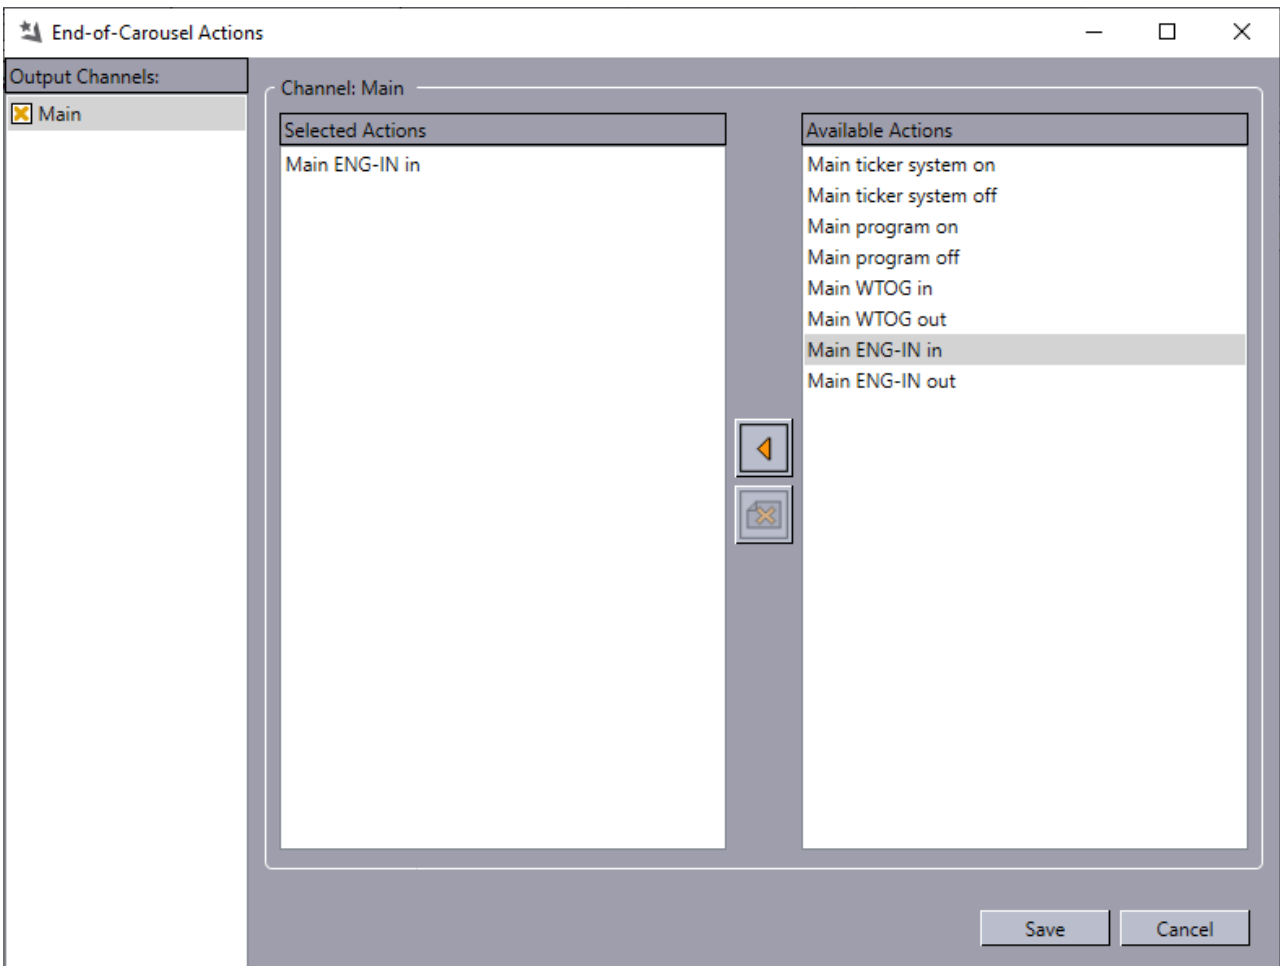 End-of-Carousel Actions
Output Channels:
Main
Channel: Main
Selected Actions
Main ENG-IN in
Available Actions
Main ticker system on
Main ticker system off
Main program on
Main program off
Main WTOG in
Main WTOG out
Main ENG-IN in
Main ENG-IN out
Save
Cancel